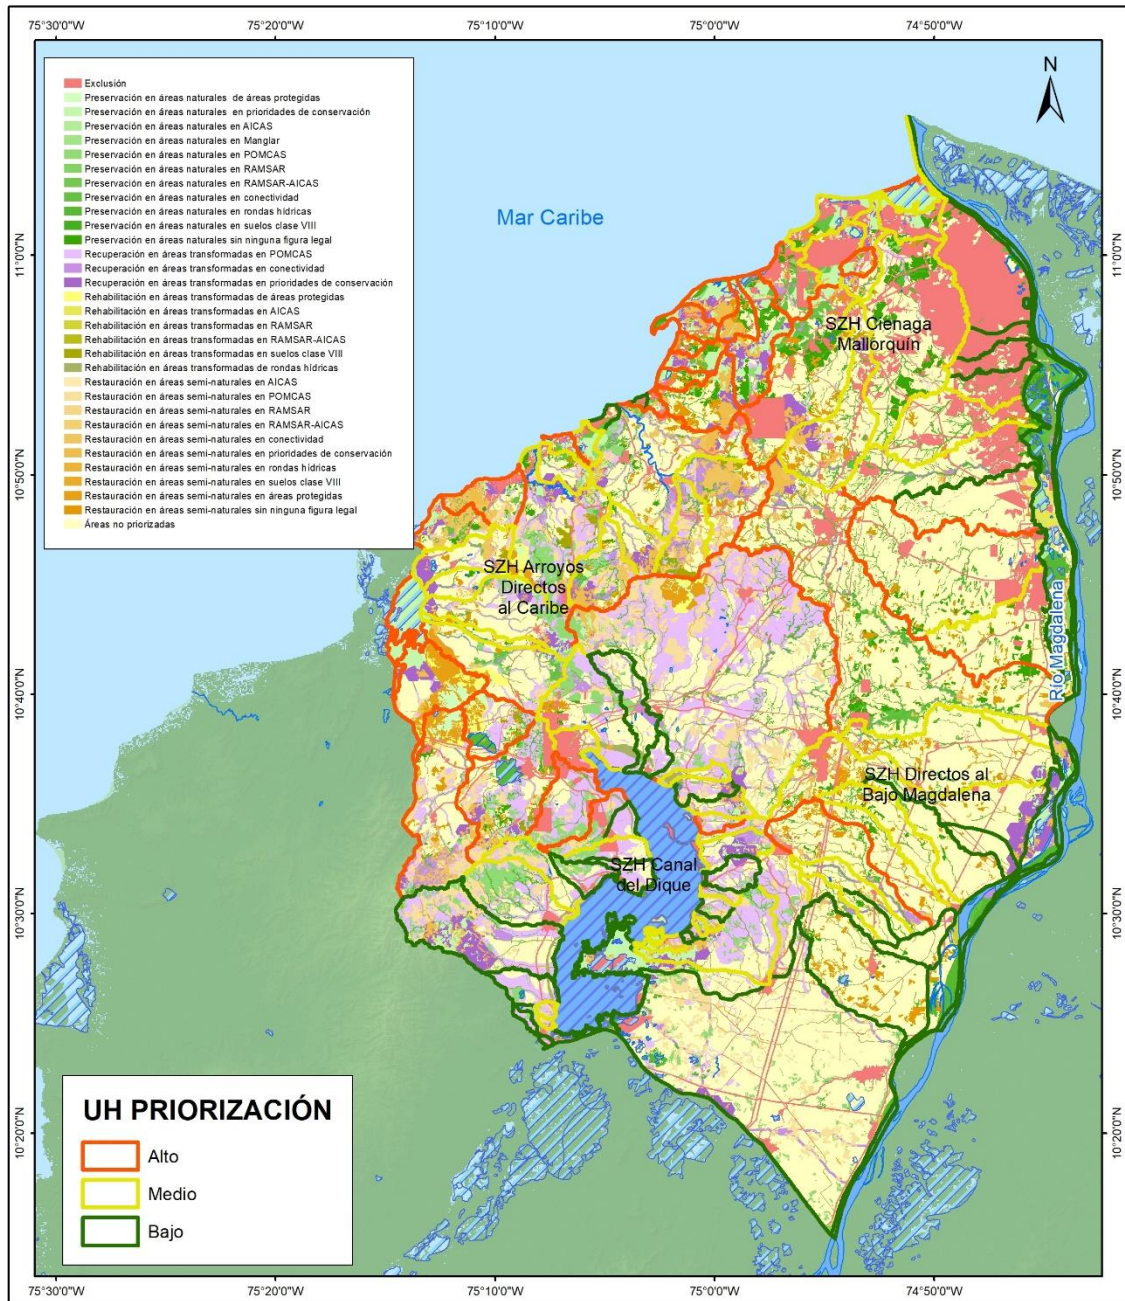 75°30'0"W
75°20'0"W
75°10'0"W
75°0'0"W
74°50'0"W
N
Exclusión
Preservación en áreas naturales de áreas protegidas
Preservación en áreas naturales en prioridades de conservación
Preservación en áreas naturales en AICAS
Preservación en áreas naturales en Manglar
Preservación en áreas naturales en POMCAS
Preservación en áreas naturales en RAMSAR
Preservación en áreas naturales en RAMSAR-AICAS
Preservación en áreas naturales en conectividad
Preservación en áreas naturales en rondas hídricas
Preservación en áreas naturales en suelos clase VIII
Preservación en áreas naturales sin ninguna figura legal
Recuperación en áreas transformadas en POMCAS
Recuperación en áreas transformadas en conectividad
Recuperación en áreas transformadas en prioridades de conservación
Rehabilitación en áreas transformadas de áreas protegidas
Rehabilitación en áreas transformadas en AICAS
Rehabilitación en áreas transformadas en RAMSAR
Rehabilitación en áreas transformadas en RAMSAR-AICAS
Rehabilitación en áreas transformadas en suelos clase VIII
Rehabilitación en áreas transformadas de rondas hídricas
Restauración en áreas semi-naturales en AICAS
Restauración en áreas semi-naturales en POMCAS
Restauración en áreas semi-naturales en RAMSAR
Restauración en áreas semi-naturales en RAMSAR-AICAS
Restauración en áreas semi-naturales en conectividad
Restauración en áreas semi-naturales en prioridades de conservación
Restauración en áreas semi-naturales en rondas hídricas
Restauración en áreas semi-naturales en suelos clase VIII
Restauración en áreas semi-naturales en áreas protegidas
Restauración en áreas semi-naturales sin ninguna figura legal
Áreas no priorizadas
Mar Caribe
11°0'0"N
11°0'0"N
SZH Cienaga
Mallorquín
10°50'0"N
10°50'0"N
SZH Arroyos
Directos
al Caribe
Río Magdalena
10°40'0"N
10°40'0"N
SZH Directos al
Bajo Magdalena
SZH Canal
del Dique
10°30'0"N
10°30'0"N
UH PRIORIZACIÓN
Alto
Medio
Bajo
10°20'0"N
10°20'0"N
75°30'0"W
75°20'0"W
75°10'0"W
75°0'0"W
74°50'0"W